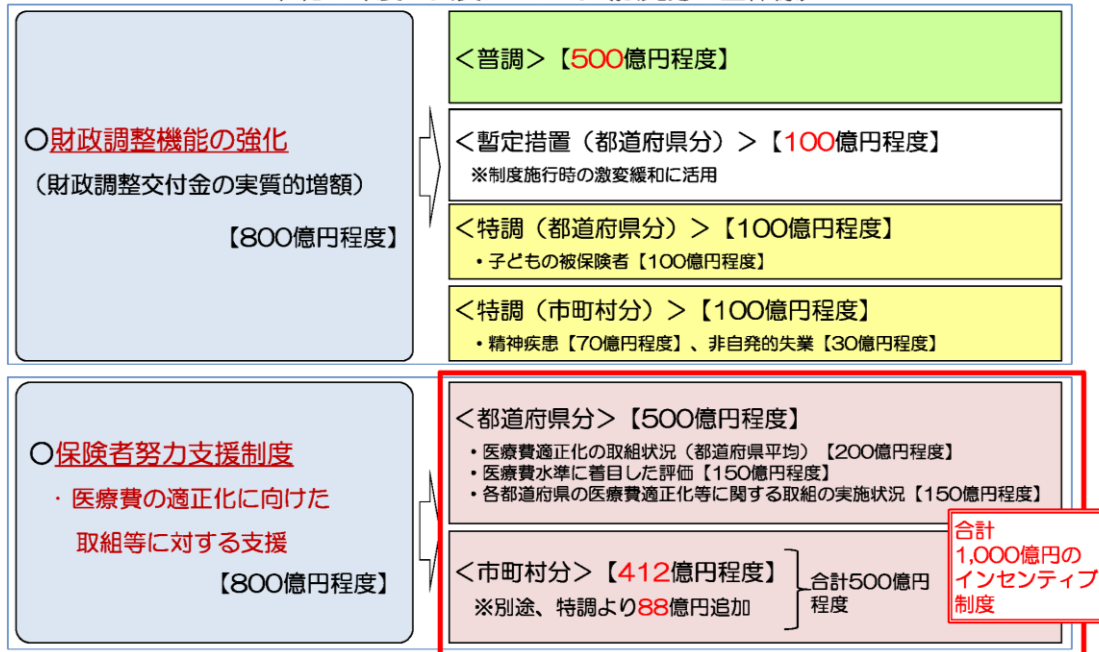 ○財政調整機能の強化
（財政調整交付金の実質的増額）
【800億円程度】
＜普調＞【500億円程度】
＜暫定措置（都道府県分）＞【100億円程度】
※制度施行時の激変緩和に活用
＜特調（都道府県分）＞【100億円程度】
・子どもの被保険者【100億円程度】
＜特調（市町村分）＞【100億円程度】
・精神疾患【70億円程度】、非自発的失業【30億円程度】
○保険者努力支援制度
・医療費の適正化に向けた
取組等に対する支援
【800億円程度】
＜都道府県分＞【500億円程度】
・医療費適正化の取組状況（都道府県平均）【200億円程度】
・医療費水準に着目した評価【150億円程度】
・各都道府県の医療費適正化等に関する取組の実施状況【150億円程度】
＜市町村分＞【412億円程度】
※別途、特調より88億円追加
合計500億円
程度
合計
1,000億円の
インセンティブ
制度